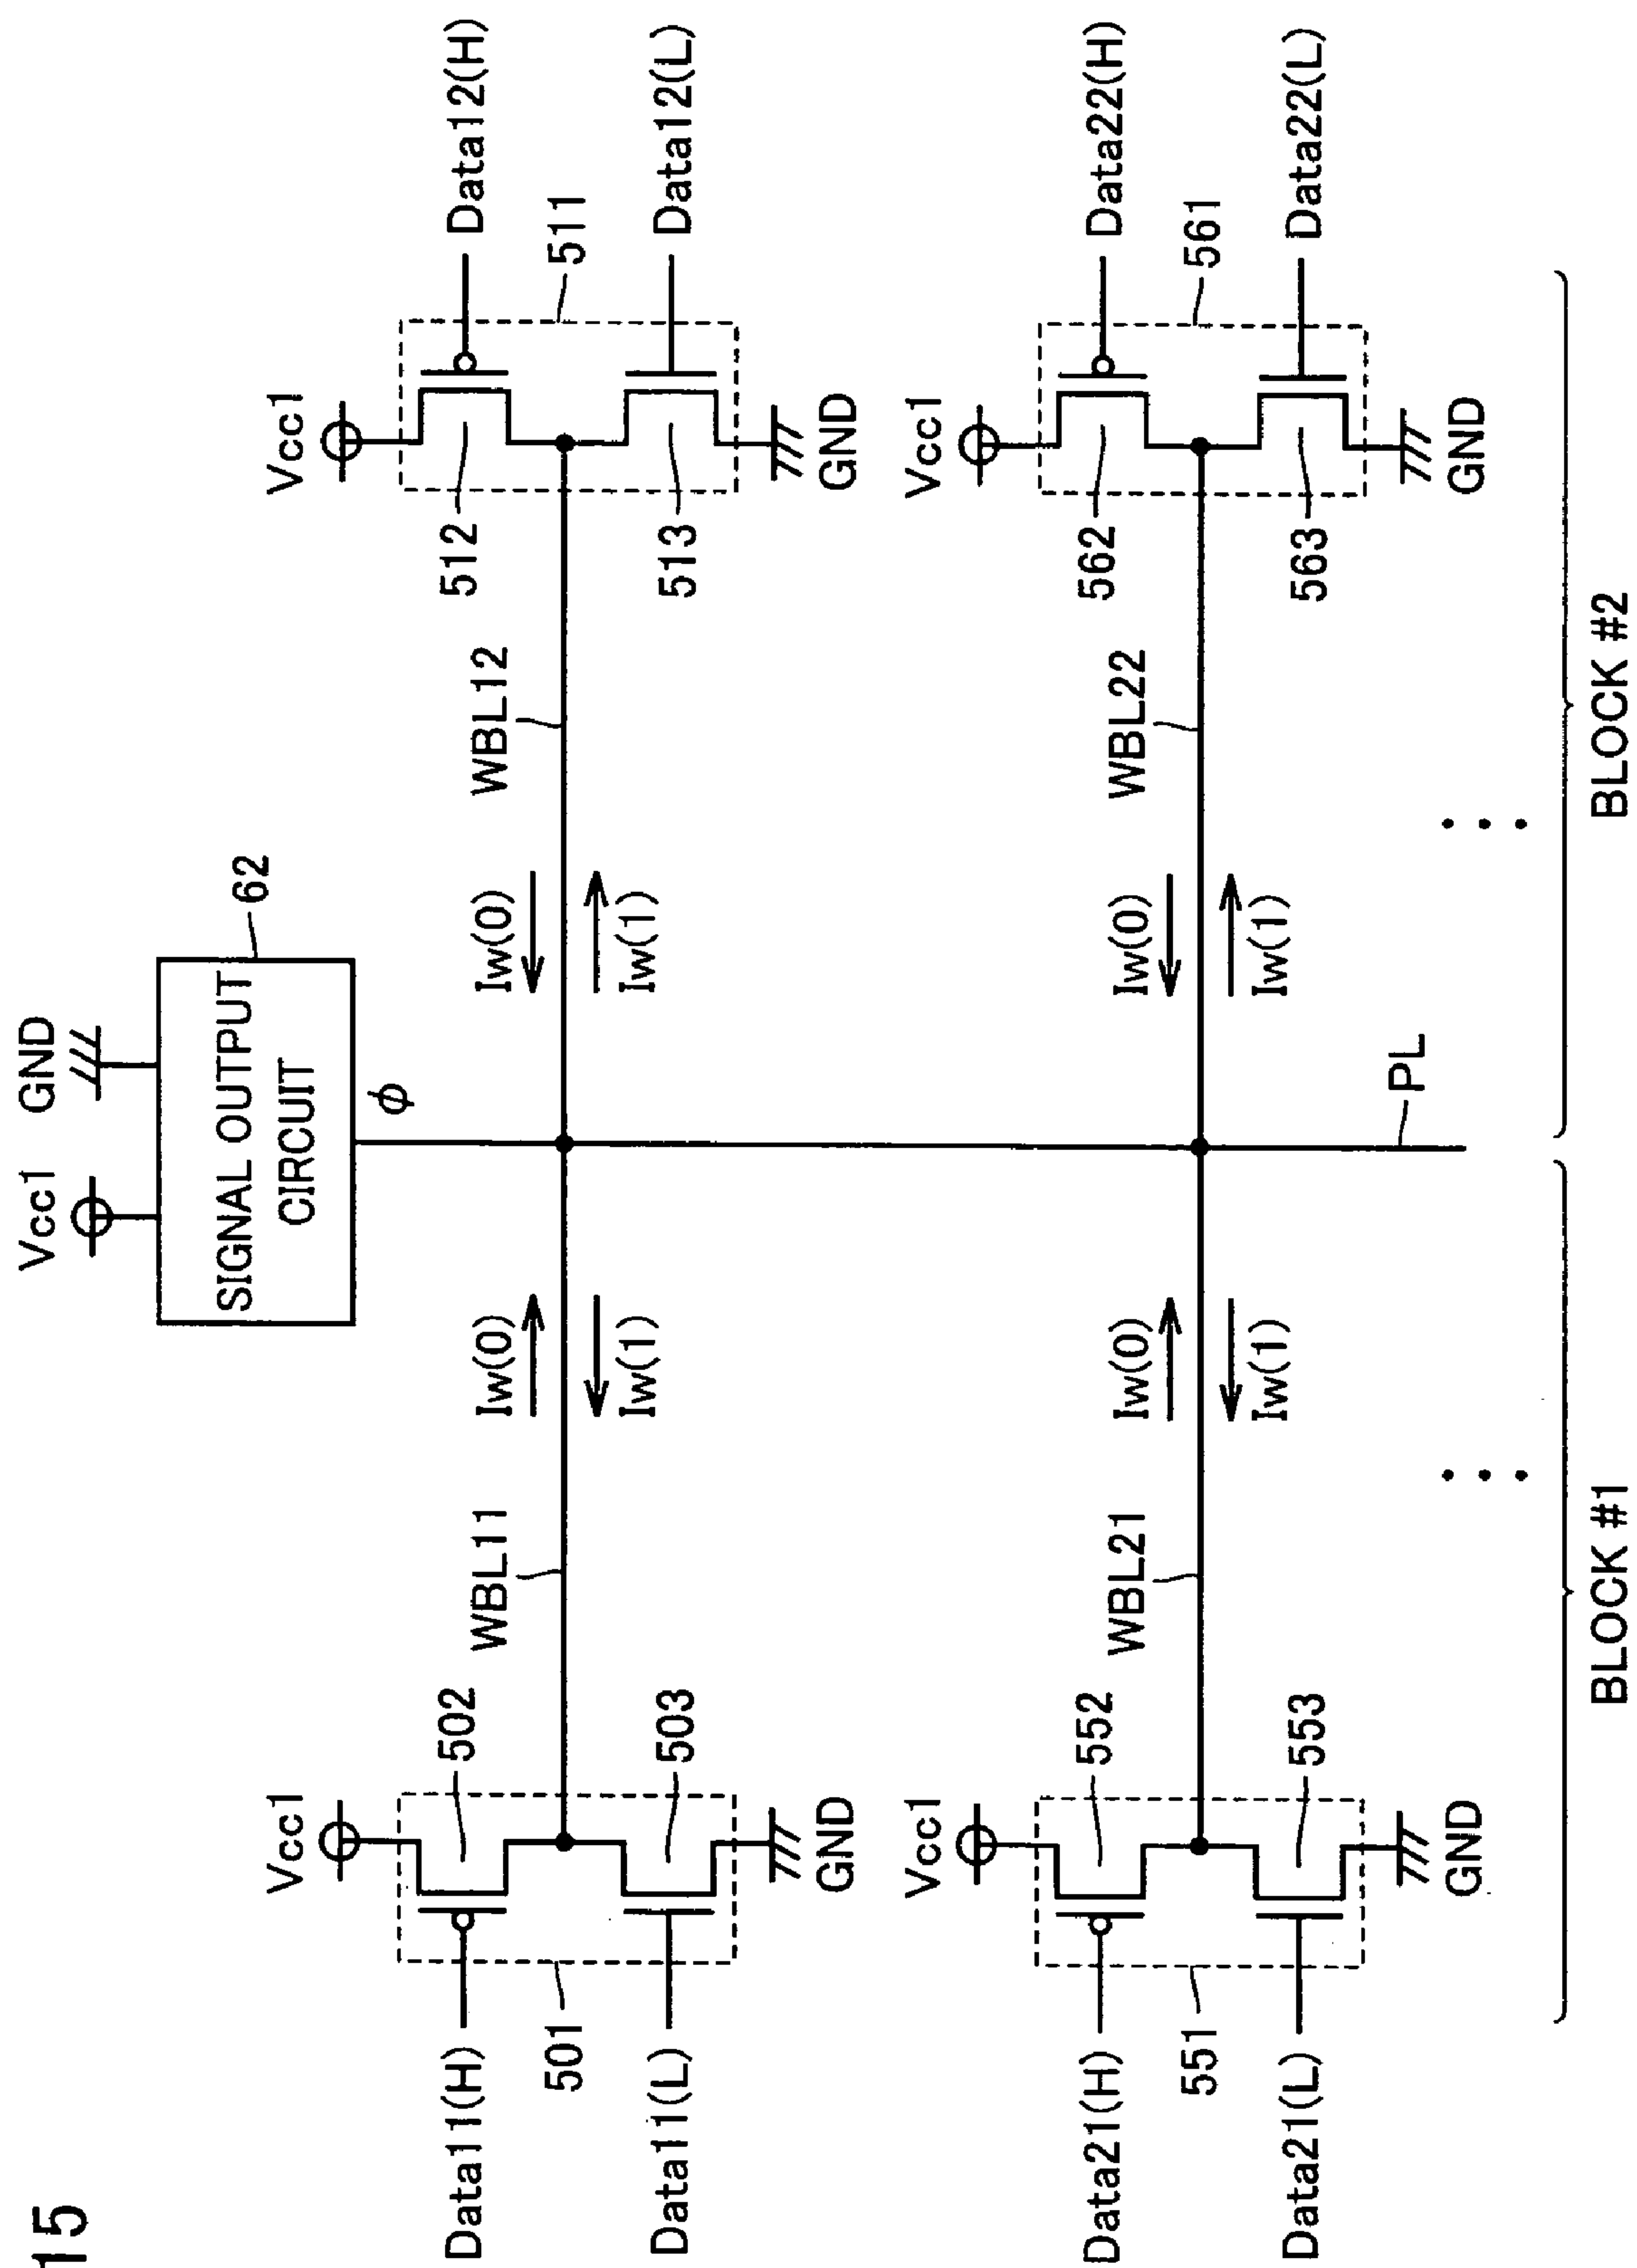 15
Vcc1
GND
SIGNAL OUTPUT
CIRCUIT
62
φ
Vcc1
502
503
GND
501
Data11(H)
Data11(L)
WBL11
Iw(0)
Iw(1)
Iw(0)
Iw(1)
WBL12
Vcc1
512
513
GND
511
Data12(H)
Data12(L)
Vcc1
552
553
GND
551
Data21(H)
Data21(L)
WBL21
Iw(0)
Iw(1)
Iw(0)
Iw(1)
WBL22
Vcc1
562
563
GND
561
Data22(H)
Data22(L)
PL
BLOCK #1
BLOCK #2